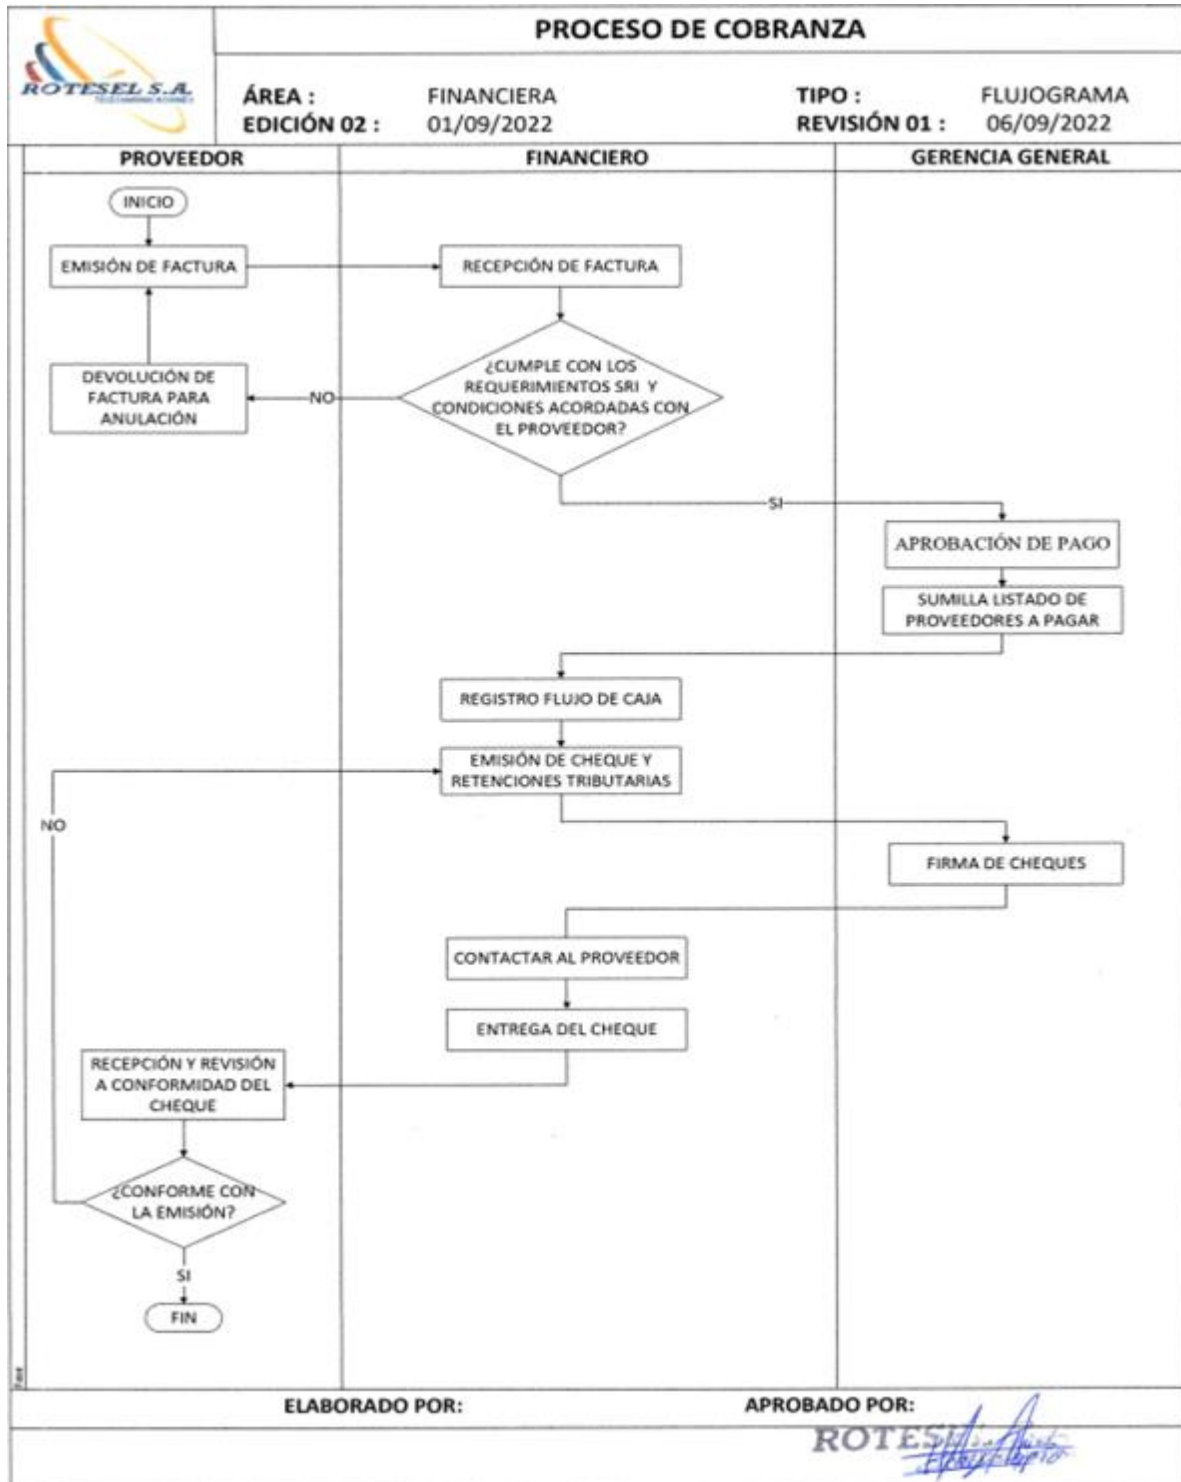 PROCESO DE COBRANZA
ROTESEL S.A.
TELECOMUNICACIONES
ÁREA : FINANCIERA TIPO : FLUJOGRAMA
EDICIÓN 02 : 01/09/2022 REVISIÓN 01 : 06/09/2022
PROVEEDOR FINANCIERO GERENCIA GENERAL
INICIO
EMISIÓN DE FACTURA
RECEPCIÓN DE FACTURA
¿CUMPLE CON LOS
REQUERIMIENTOS SRI Y
CONDICIONES ACORDADAS CON
EL PROVEEDOR?
NO
DEVOLUCIÓN DE
FACTURA PARA
ANULACIÓN
SI
APROBACIÓN DE PAGO
SUMILLA LISTADO DE
PROVEEDORES A PAGAR
REGISTRO FLUJO DE CAJA
EMISIÓN DE CHEQUE Y
RETENCIONES TRIBUTARIAS
NO
FIRMA DE CHEQUES
CONTACTAR AL PROVEEDOR
ENTREGA DEL CHEQUE
RECEPCIÓN Y REVISIÓN
A CONFORMIDAD DEL
CHEQUE
¿CONFORME CON
LA EMISIÓN?
SI
FIN
Fase
ELABORADO POR: APROBADO POR: